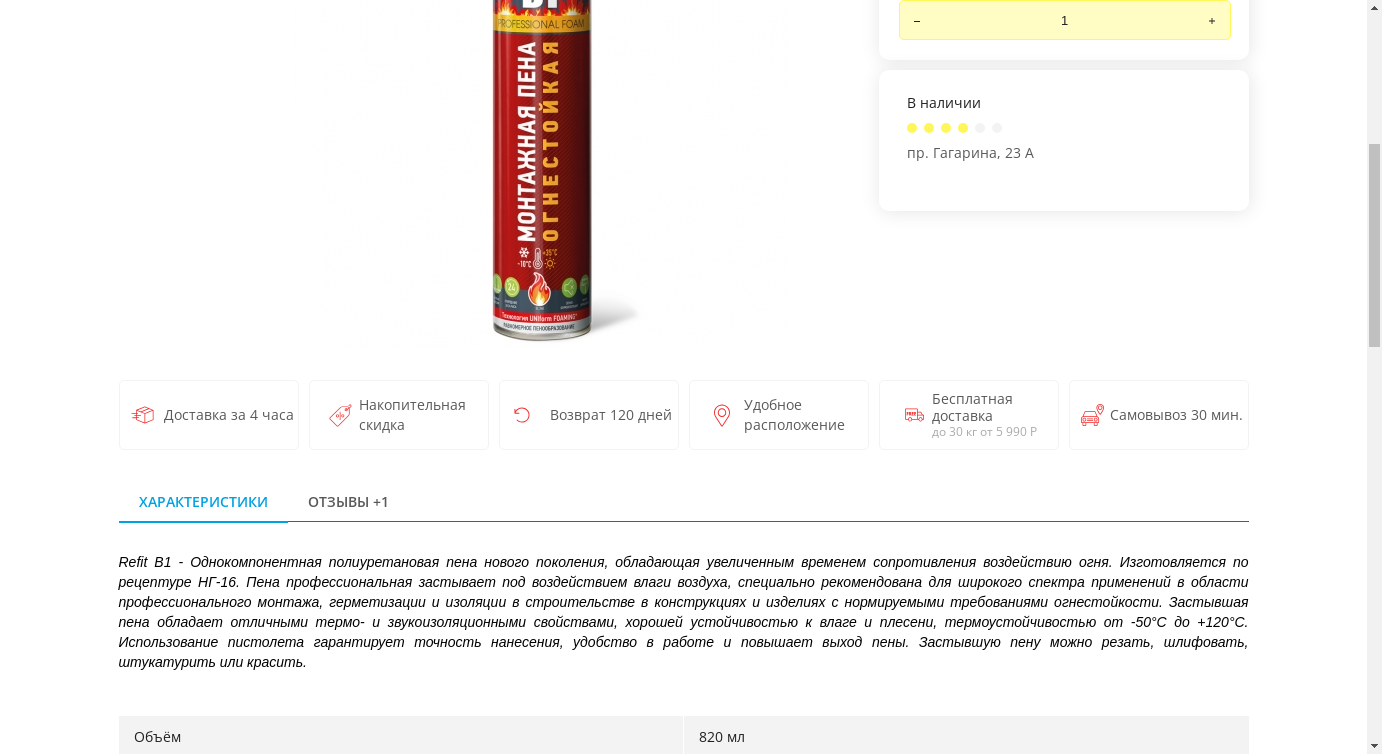 PROFESSIONAL FOAM
МОНТАЖНАЯ ПЕНА
ОГНЕСТОЙКАЯ
+35°C
-10°C
24
Технология UNIform FOAMING
РАВНОМЕРНОЕ ПЕНООБРАЗОВАНИЕ
– 1 +
В наличии
пр. Гагарина, 23 А
Доставка за 4 часа
Накопительная
скидка
Возврат 120 дней
Удобное
расположение
FREE
Бесплатная
доставка
до 30 кг от 5 990 Р
Самовывоз 30 мин.
ХАРАКТЕРИСТИКИ ОТЗЫВЫ +1
Refit B1 - Однокомпонентная полиуретановая пена нового поколения, обладающая увеличенным временем сопротивления воздействию огня. Изготовляется по
рецептуре НГ-16. Пена профессиональная застывает под воздействием влаги воздуха, специально рекомендована для широкого спектра применений в области
профессионального монтажа, герметизации и изоляции в строительстве в конструкциях и изделиях с нормируемыми требованиями огнестойкости. Застывшая
пена обладает отличными термо- и звукоизоляционными свойствами, хорошей устойчивостью к влаге и плесени, термоустойчивостью от -50°C до +120°C.
Использование пистолета гарантирует точность нанесения, удобство в работе и повышает выход пены. Застывшую пену можно резать, шлифовать,
штукатурить или красить.
Объём 820 мл